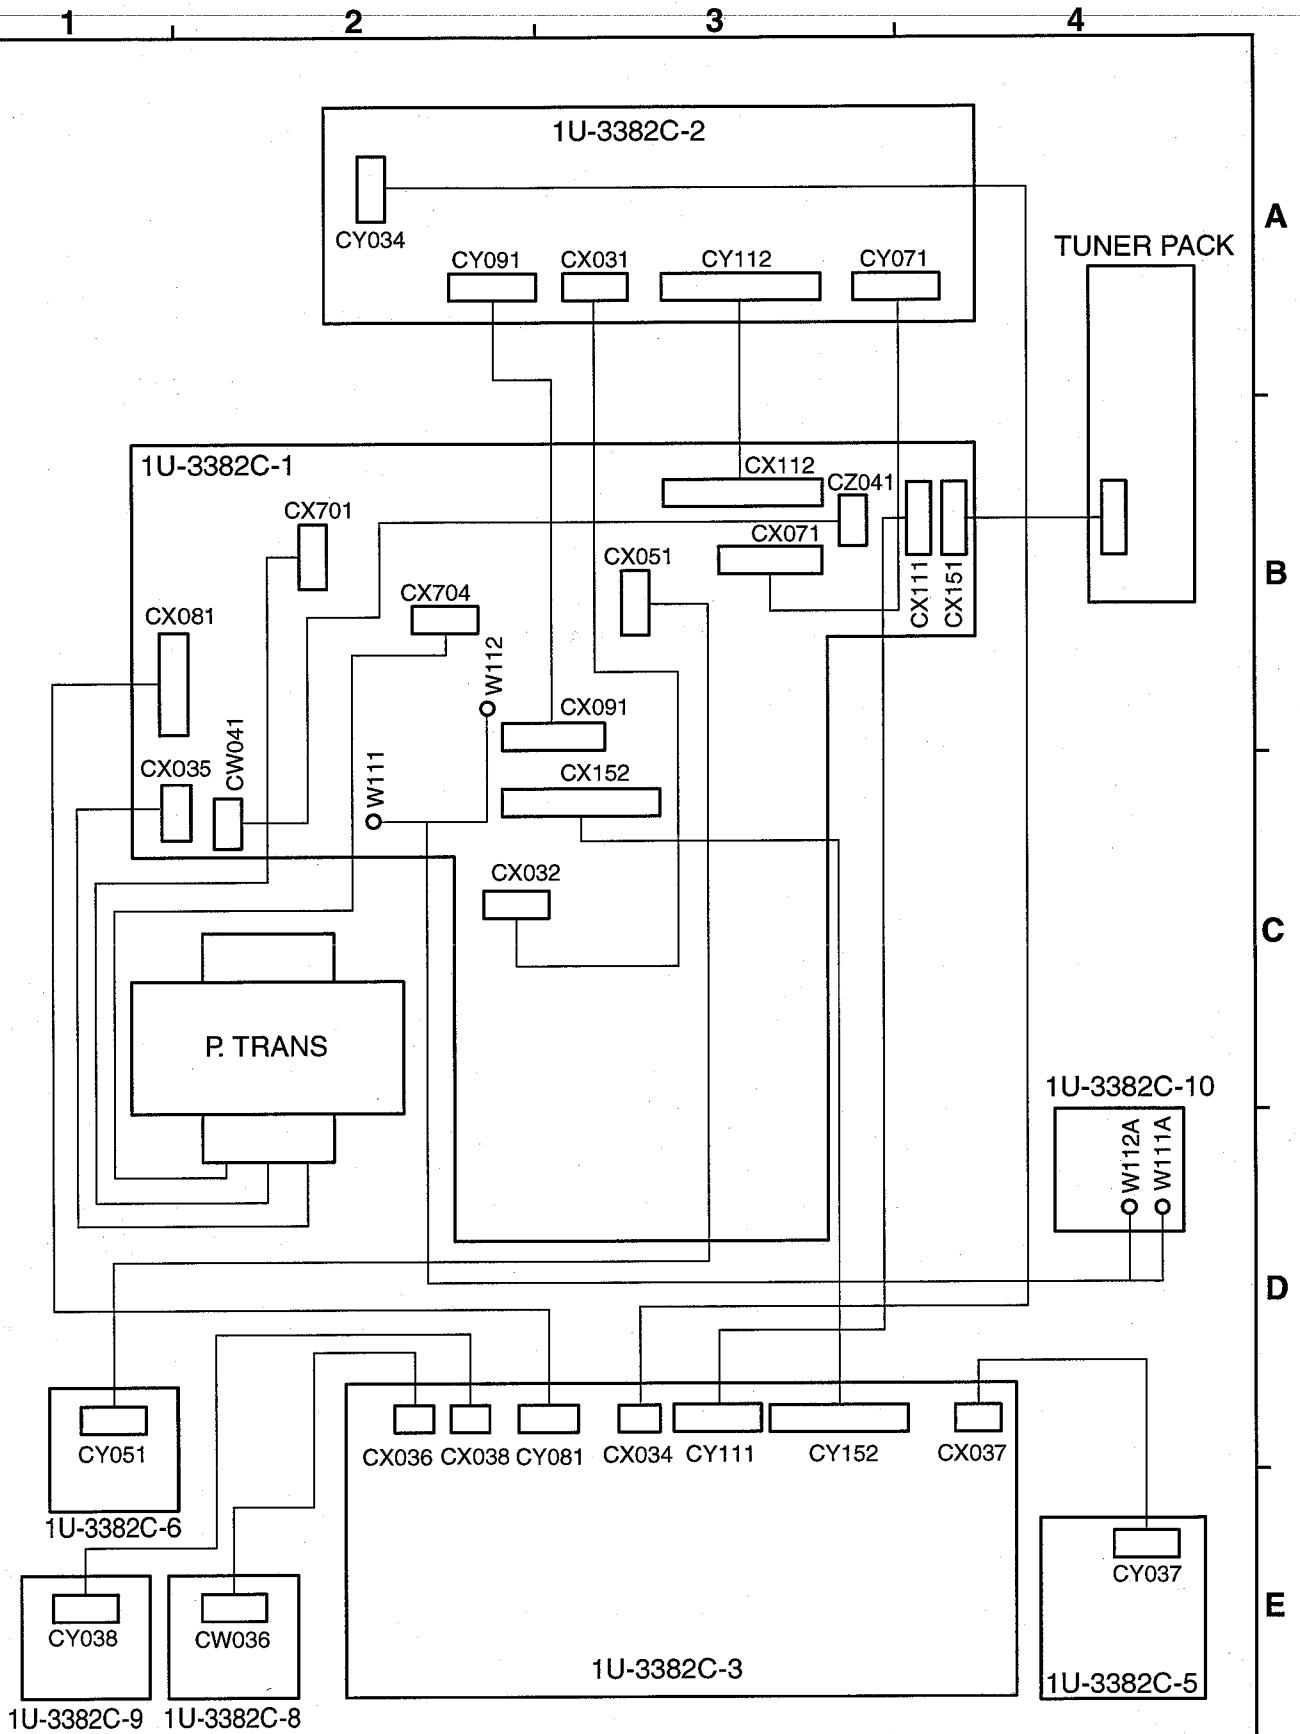 1 2 3 4
1U-3382C-2
A
CY034
TUNER PACK
CY091 CX031 CY112 CY071
1U-3382C-1
CX112
CZ041
CX701
CX071
CX051
B
CX704
CX111
CX151
CX081
W112
CX091
CW041
W111
CX035
CX152
CX032
C
P. TRANS
1U-3382C-10
W112A
W111A
D
CY051
CX036 CX038 CY081 CX034 CY111 CY152 CX037
1U-3382C-6
CY037
E
CY038
CW036
1U-3382C-3
1U-3382C-5
1U-3382C-9 1U-3382C-8